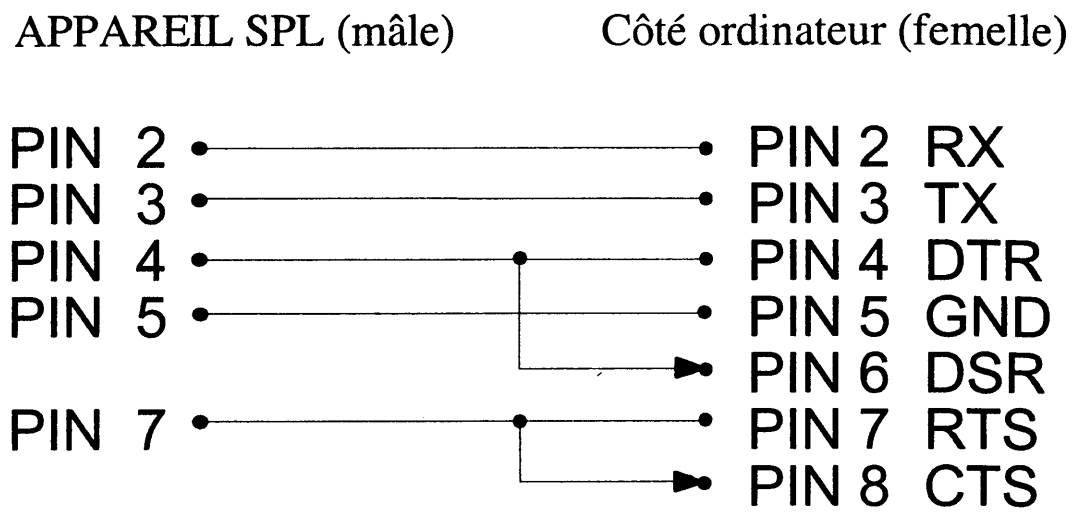 APPAREIL SPL (mâle) Côté ordinateur (femelle)
PIN 2 PIN 2 RX
PIN 3 PIN 3 TX
PIN 4 PIN 4 DTR
PIN 5 PIN 5 GND
PIN 6 DSR
PIN 7 PIN 7 RTS
PIN 8 CTS